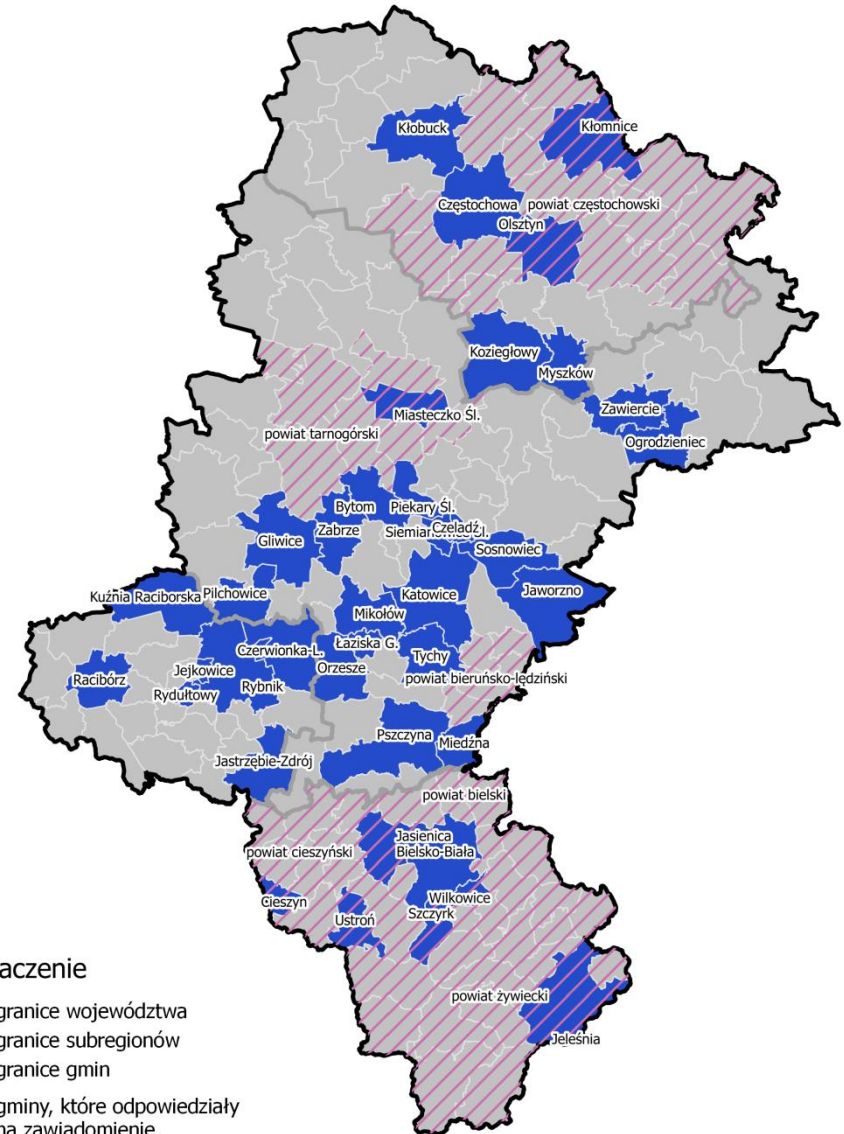 Kłobuck
Kłomnice
Częstochowa
powiat częstochowski
Olsztyn
Koziegłowy
Myszków
Zawiercie
Miasteczko Śl.
powiat tarnogórski
Ogrodzieniec
Bytom
Piekary Śl.
Zabrze
Czeladź
Gliwice
Sosnowiec
Kuźnia Raciborska
Pilchowice
Katowice
Jaworzno
Mikołów
Czerwionka-L.
Łaziska G.
Tychy
Jejkowice
Orzesze
Racibórz
Rydułtowy
Rybnik
powiat bieruńsko-lędziński
Pszczyna
Miedźna
Jastrzębie-Zdrój
powiat bielski
Jasienica
powiat cieszyński
Bielsko-Biała
Cieszyn
Wilkowice
Ustroń
Szczyrk
powiat żywiecki
Jeleśnia
aczenie
granice województwa
granice subregionów
granice gmin
gminy, które odpowiedziały
na zawiadomienie